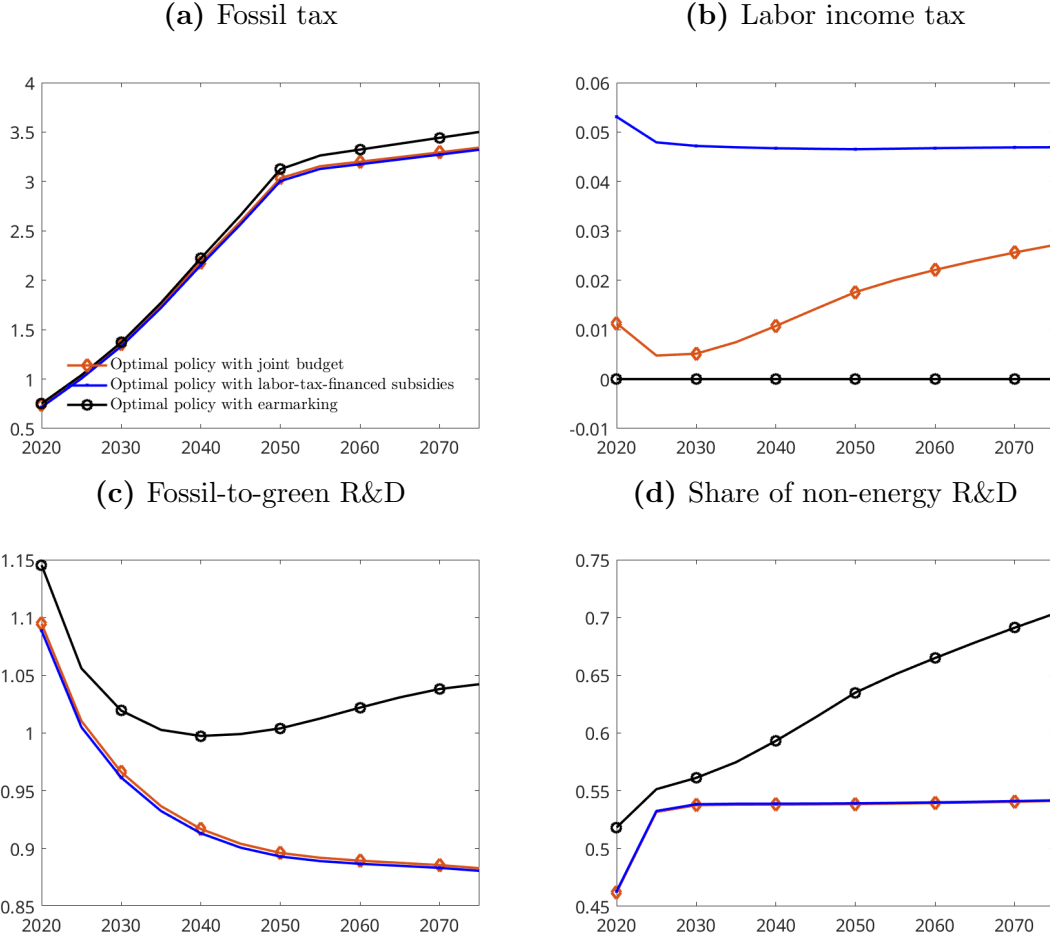 (a) Fossil tax
(b) Labor income tax
4
3.5
3
2.5
2
1.5
1
0.5
2020 2030 2040 2050 2060 2070
Optimal policy with joint budget
Optimal policy with labor-tax-financed subsidies
Optimal policy with earmarking
0.06
0.05
0.04
0.03
0.02
0.01
0
-0.01
2020 2030 2040 2050 2060 2070
(c) Fossil-to-green R&D
(d) Share of non-energy R&D
1.15
1.1
1.05
1
0.95
0.9
0.85
2020 2030 2040 2050 2060 2070
0.75
0.7
0.65
0.6
0.55
0.5
0.45
2020 2030 2040 2050 2060 2070